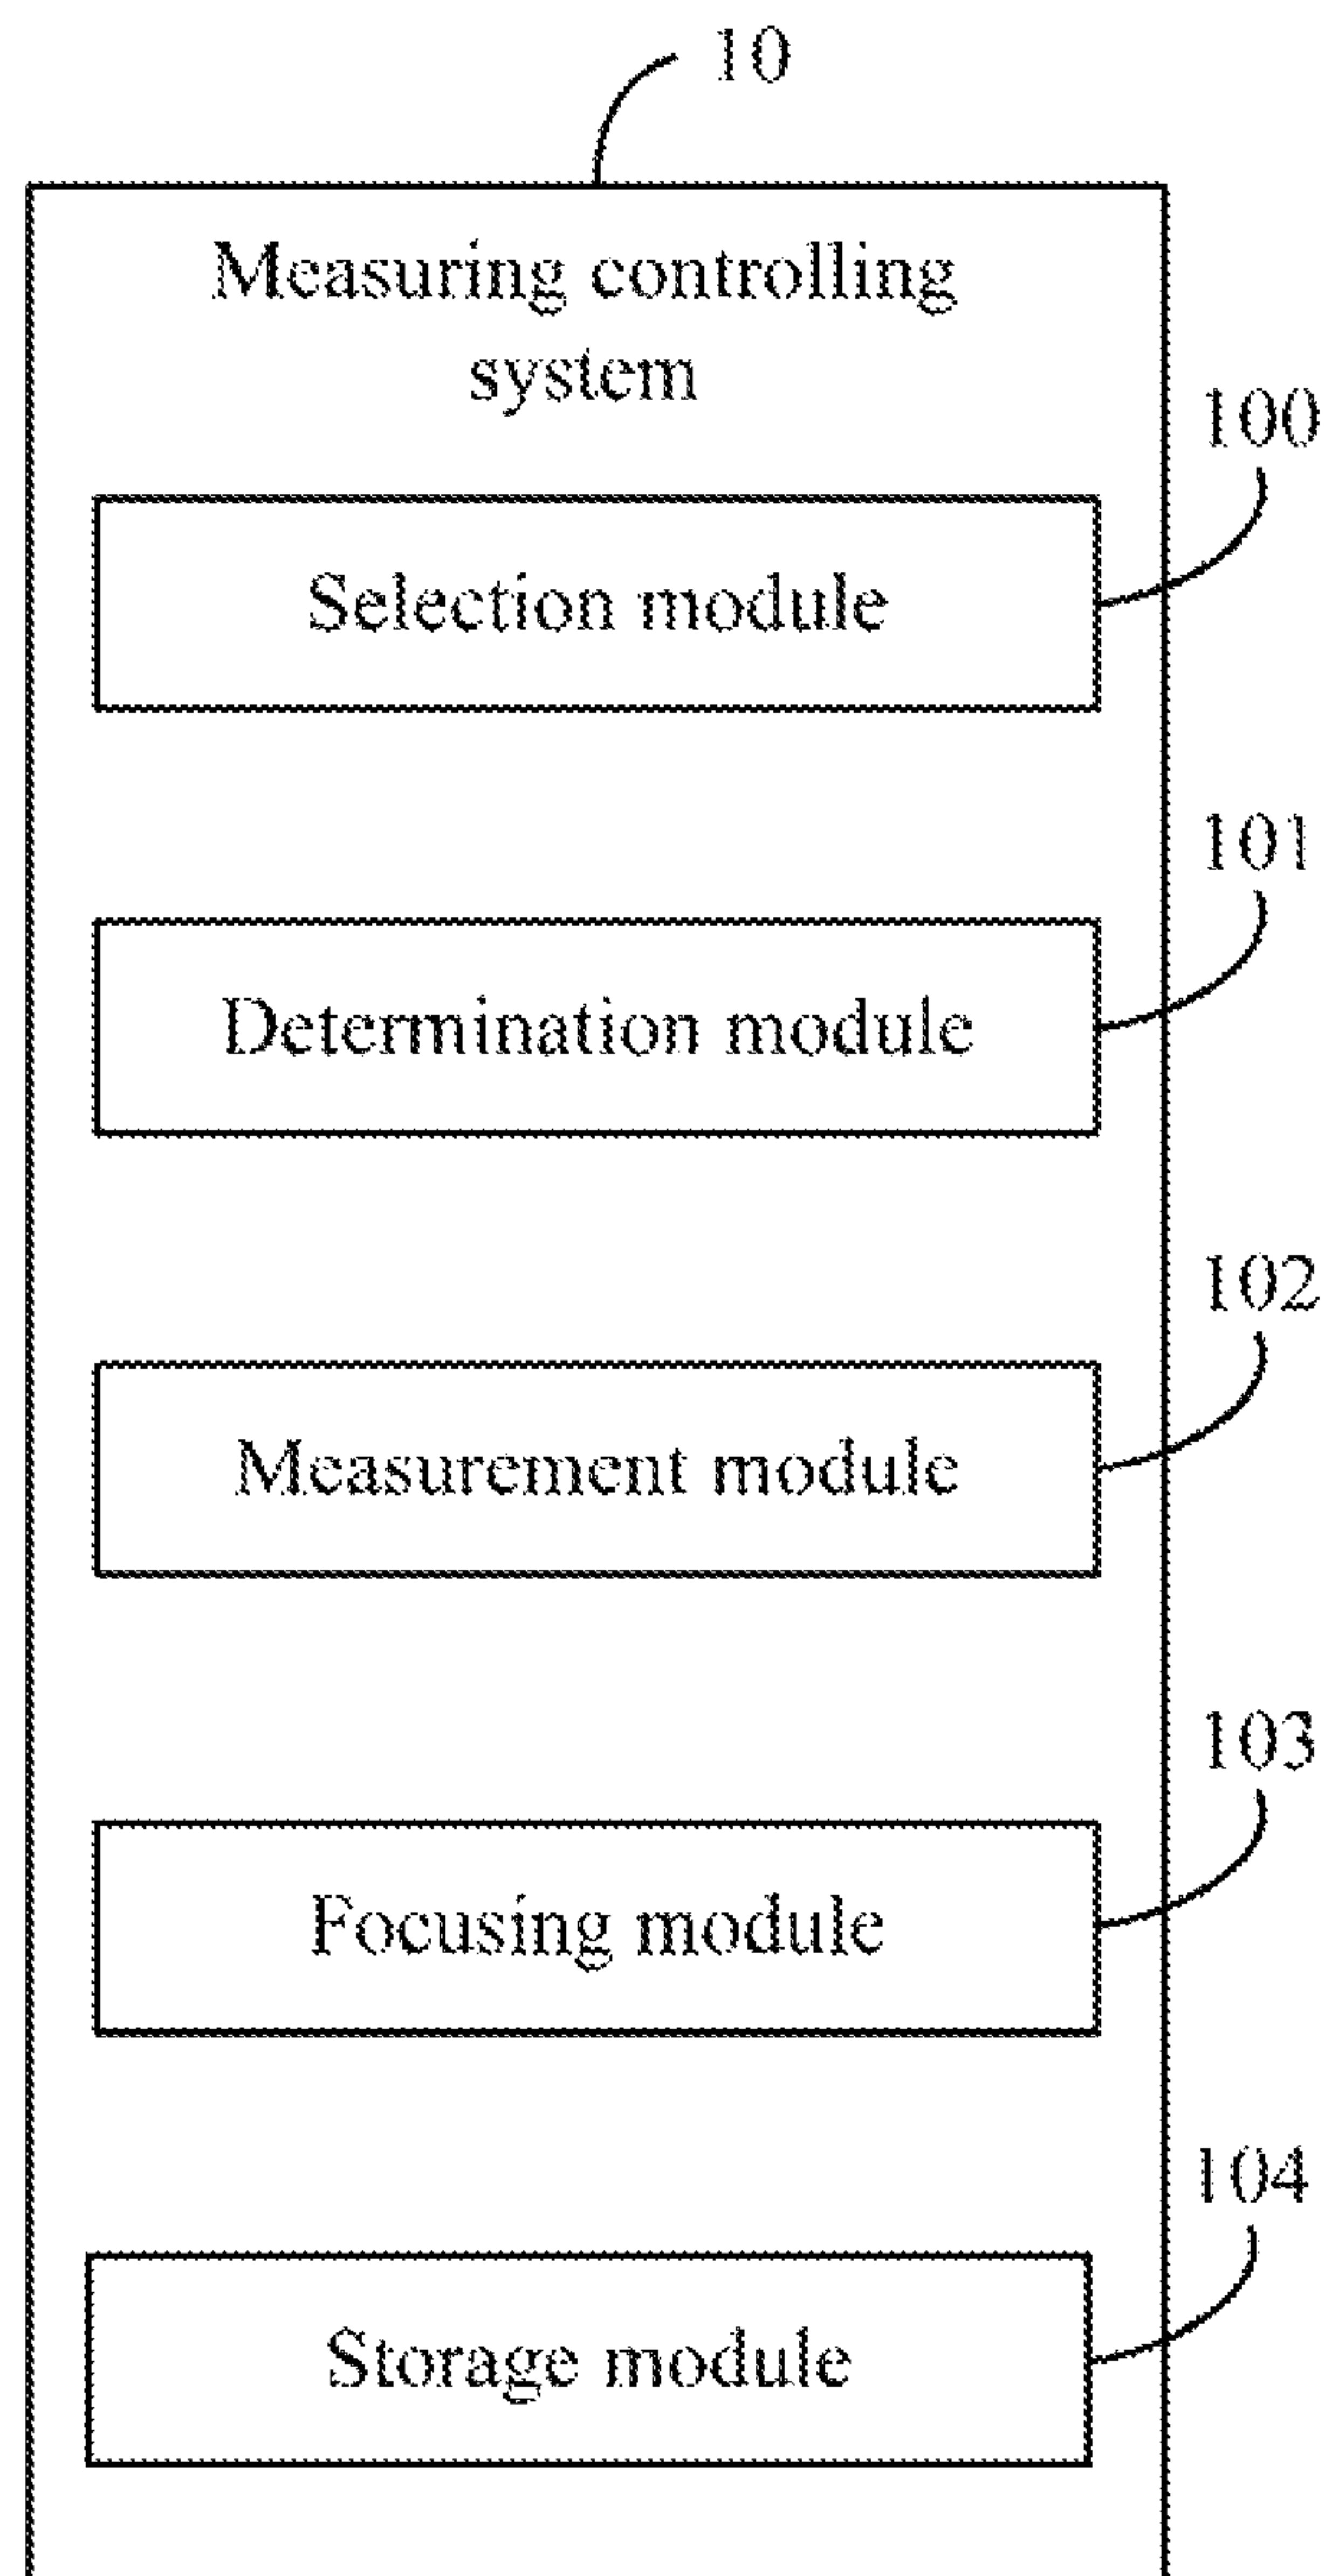 10
Measuring controlling
system
100
Selection module
101
Determination module
102
Measurement module
103
Focusing module
104
Storage module